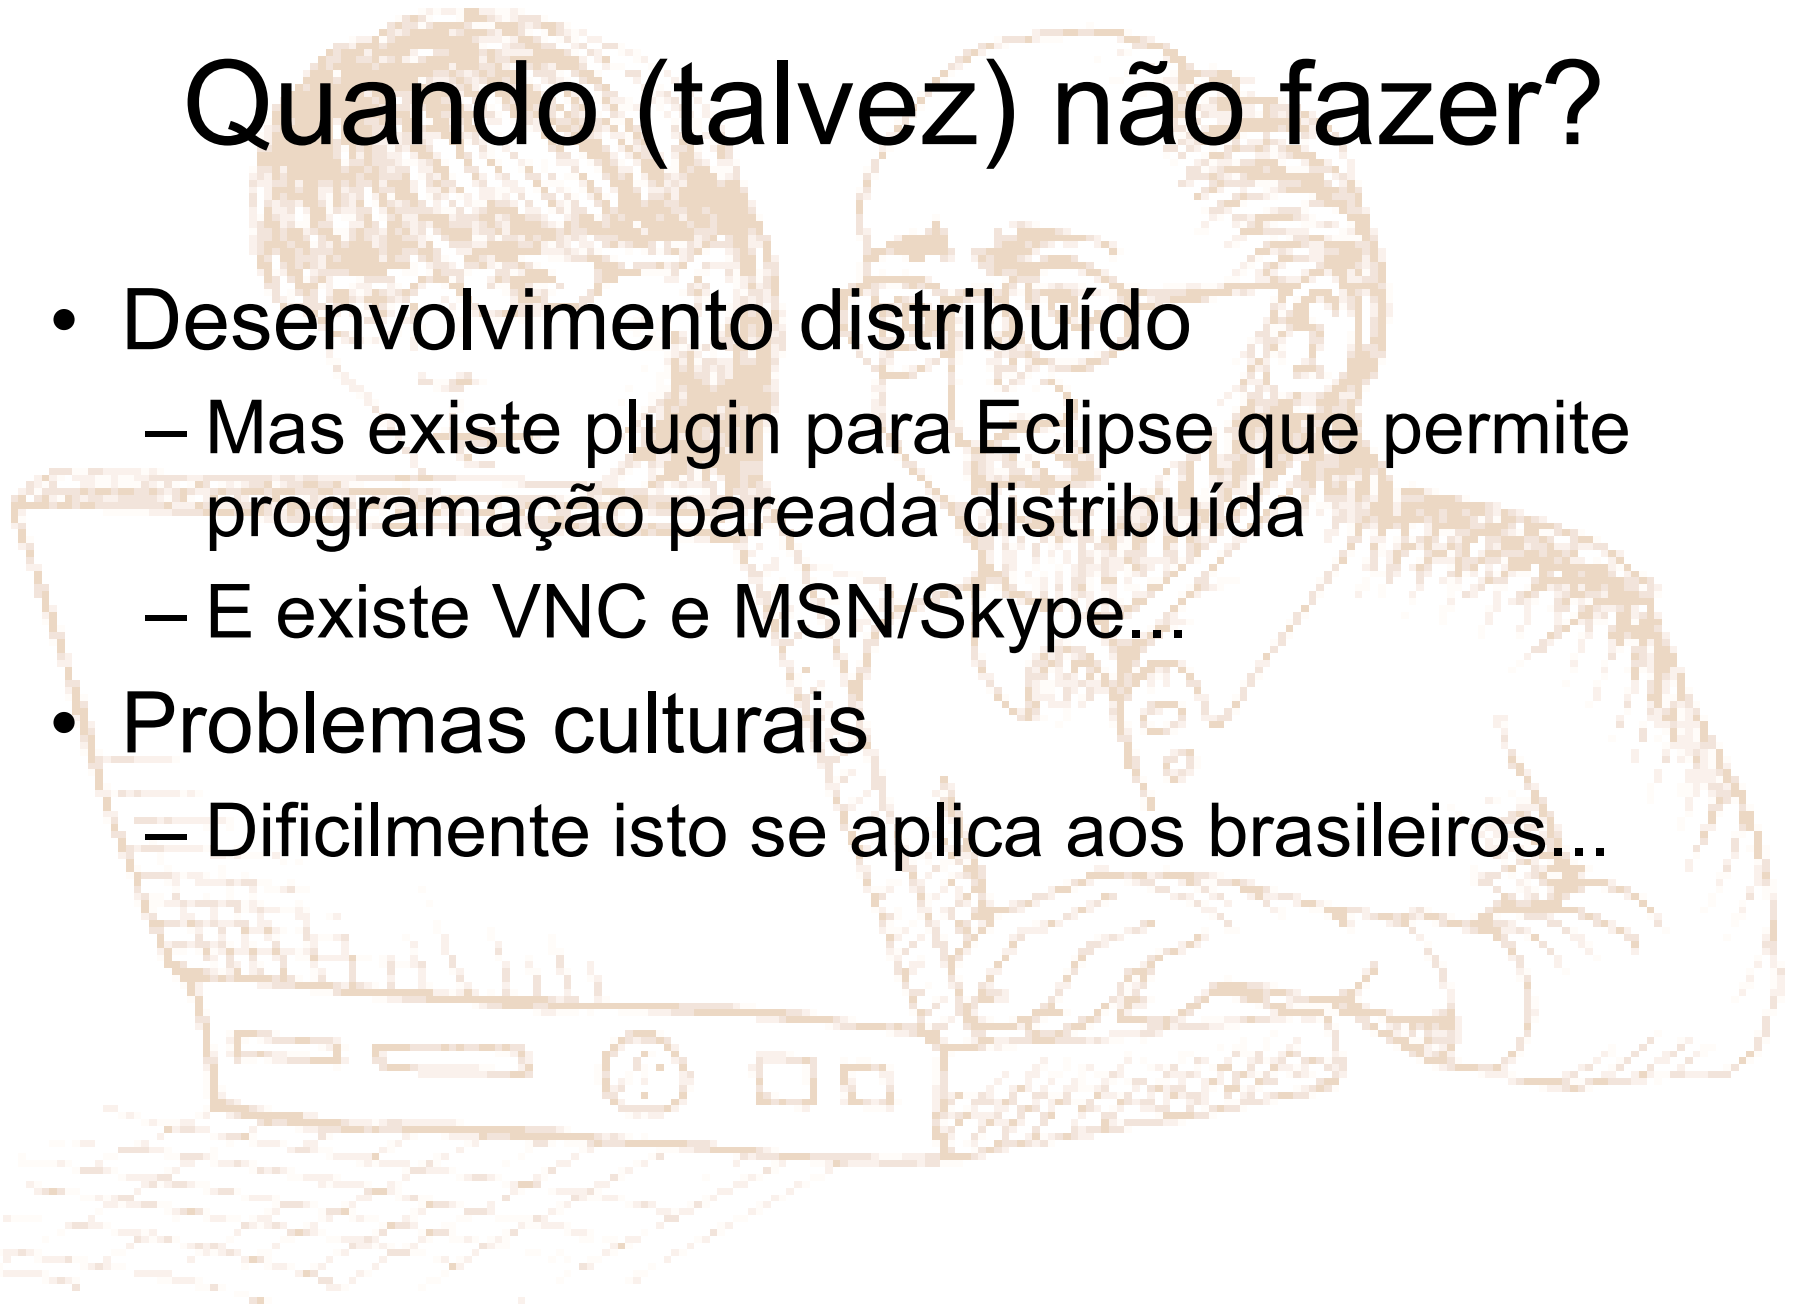 Quando (talvez) não fazer?
• Desenvolvimento distribuído
– Mas existe plugin para Eclipse que permite
programação pareada distribuída
– E existe VNC e MSN/Skype...
• Problemas culturais
– Dificilmente isto se aplica aos brasileiros...